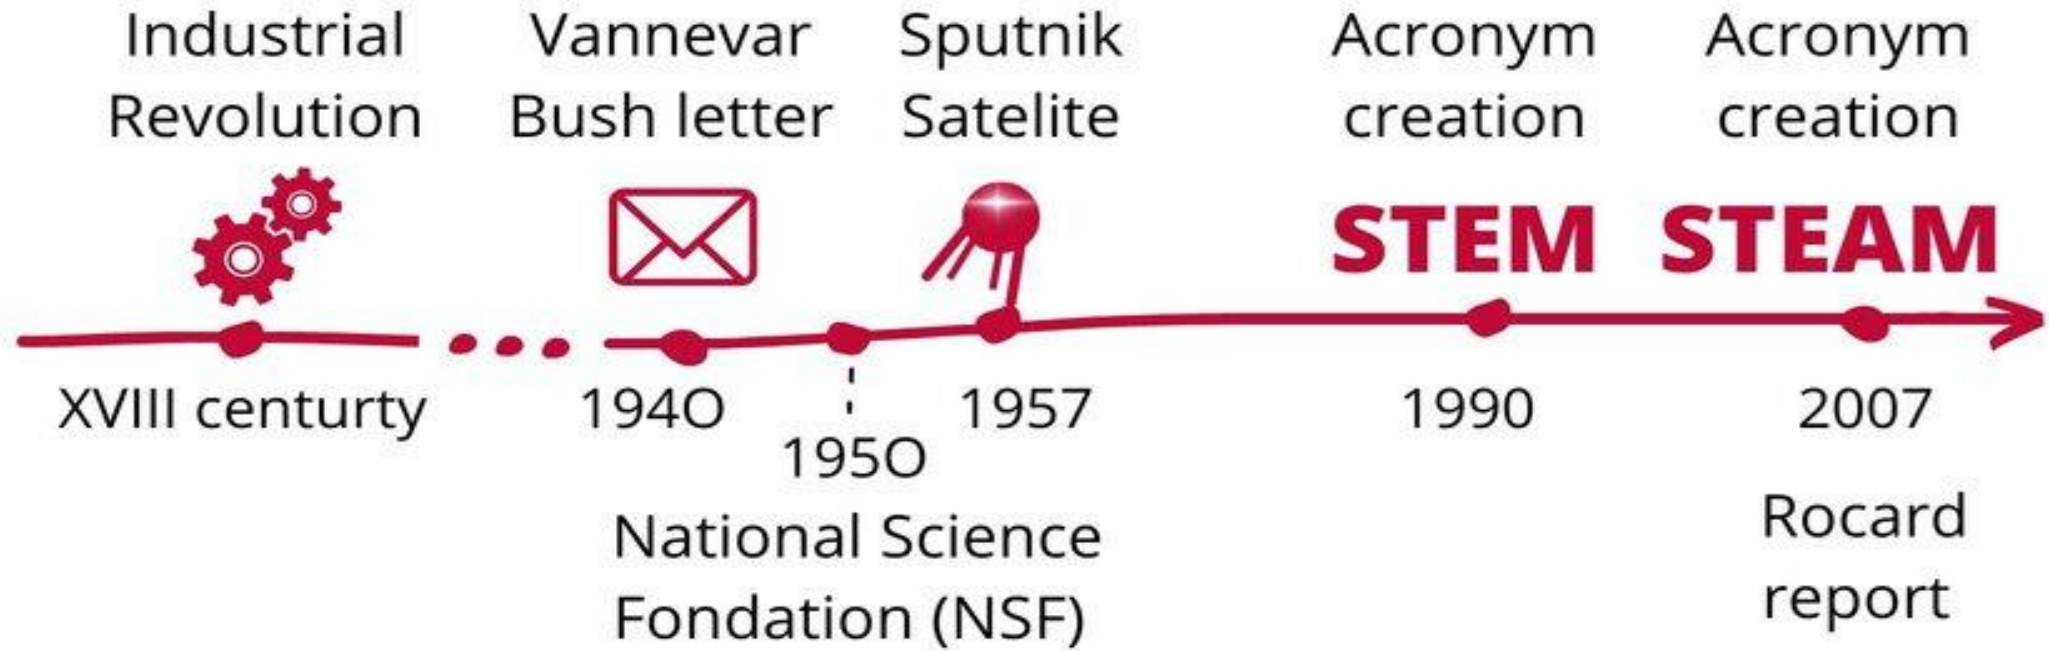 Industrial
Revolution
Vannevar
Bush letter
Sputnik
Satelite
Acronym
creation
Acronym
creation
STEM
STEAM
XVIII centurty
194O
195O
1957
1990
2007
National Science
Fondation (NSF)
Rocard
report